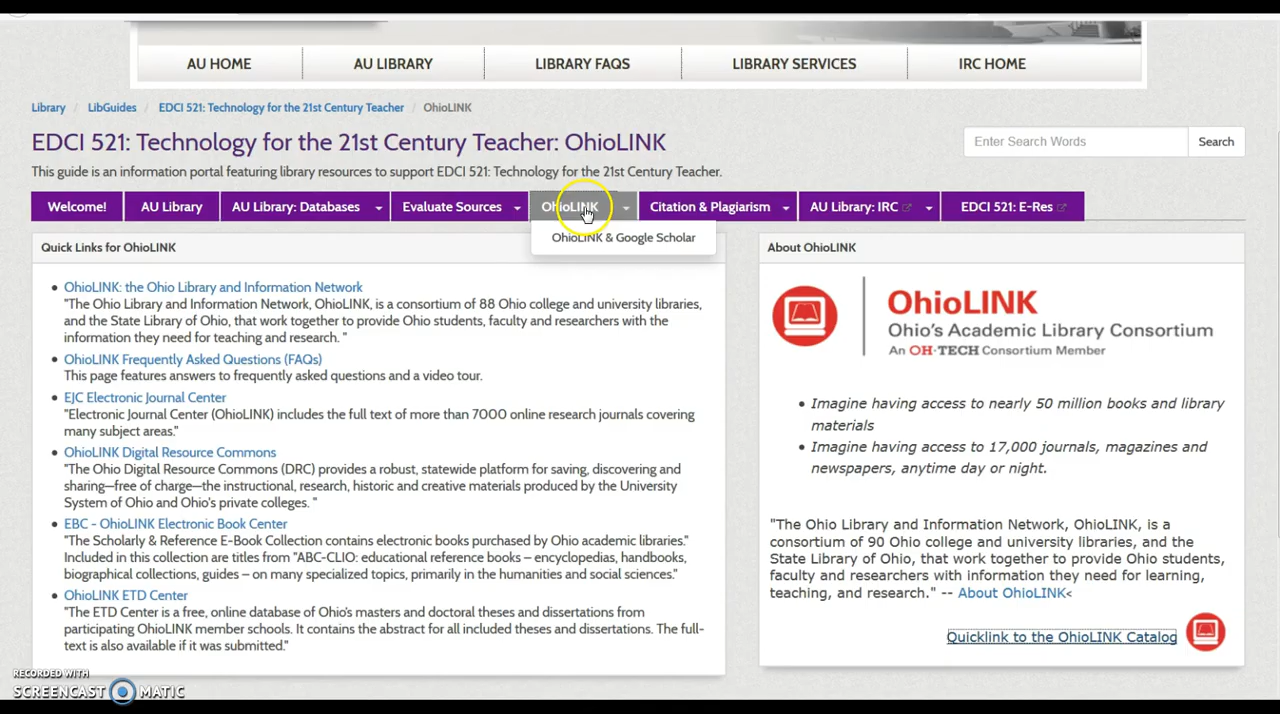 AU HOME
AU LIBRARY
LIBRARY FAQS
LIBRARY SERVICES
IRC HOME
Library / LibGuides / EDCI 521: Technology for the 21st Century Teacher / OhioLINK
EDCI 521: Technology for the 21st Century Teacher: OhioLINK
Enter Search Words
Search
This guide is an information portal featuring library resources to support EDCI 521: Technology for the 21st Century Teacher.
Welcome!
AU Library
AU Library: Databases
Evaluate Sources
OhioLINK
Citation & Plagiarism
AU Library: IRC
EDCI 521: E-Res
OhioLINK & Google Scholar
Quick Links for OhioLINK
OhioLINK: the Ohio Library and Information Network
"The Ohio Library and Information Network, OhioLINK, is a consortium of 88 Ohio college and university libraries,
and the State Library of Ohio, that work together to provide Ohio students, faculty and researchers with the
information they need for teaching and research. "
OhioLINK Frequently Asked Questions (FAQs)
This page features answers to frequently asked questions and a video tour.
EJC Electronic Journal Center
"Electronic Journal Center (OhioLINK) includes the full text of more than 7000 online research journals covering
many subject areas."
OhioLINK Digital Resource Commons
"The Ohio Digital Resource Commons (DRC) provides a robust, statewide platform for saving, discovering and
sharing—free of charge—the instructional, research, historic and creative materials produced by the University
System of Ohio and Ohio's private colleges. "
EBC - OhioLINK Electronic Book Center
"The Scholarly & Reference E-Book Collection contains electronic books purchased by Ohio academic libraries."
Included in this collection are titles from "ABC-CLIO: educational reference books – encyclopedias, handbooks,
biographical collections, guides – on many specialized topics, primarily in the humanities and social sciences."
OhioLINK ETD Center
"The ETD Center is a free, online database of Ohio's masters and doctoral theses and dissertations from
participating OhioLINK member schools. It contains the abstract for all included theses and dissertations. The full-
text is also available if it was submitted."
About OhioLINK
OhioLINK
Ohio's Academic Library Consortium
An OH·TECH Consortium Member
Imagine having access to nearly 50 million books and library
materials
Imagine having access to 17,000 journals, magazines and
newspapers, anytime day or night.
"The Ohio Library and Information Network, OhioLINK, is a
consortium of 90 Ohio college and university libraries, and the
State Library of Ohio, that work together to provide Ohio students,
faculty and researchers with the information they need for learning,
teaching, and research." -- About OhioLINK<
Quicklink to the OhioLINK Catalog
RECORDED WITH
SCREENCAST MATIC